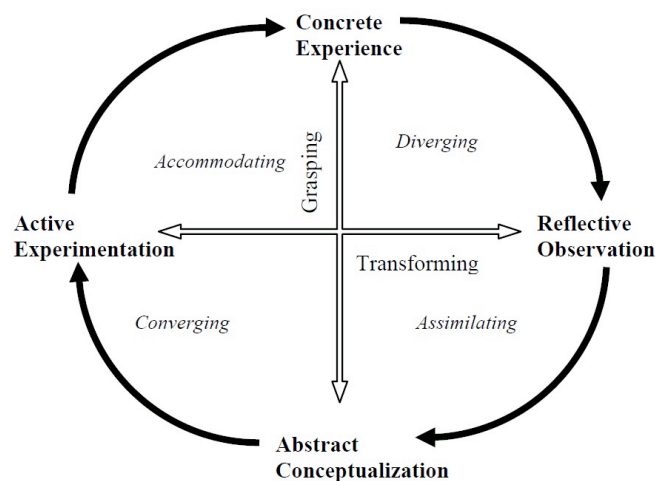 Concrete
Experience
Grasping
Accommodating
Diverging
Active
Experimentation
Reflective
Observation
Transforming
Converging
Assimilating
Abstract
Conceptualization